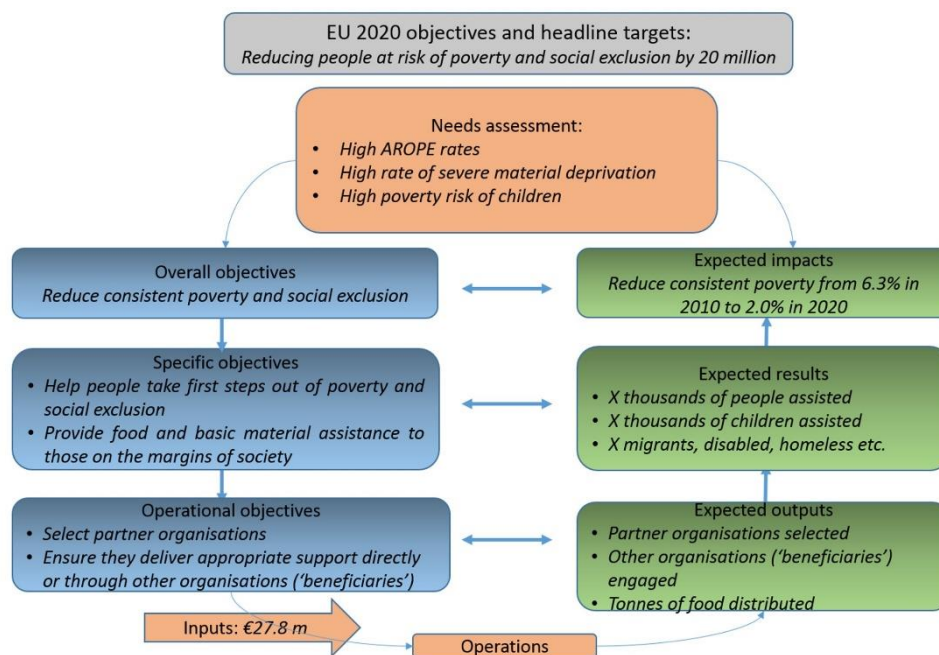 EU 2020 objectives and headline targets:
Reducing people at risk of poverty and social exclusion by 20 million
Needs assessment:
• High AROPE rates
• High rate of severe material deprivation
• High poverty risk of children
Overall objectives
Reduce consistent poverty and social exclusion
Expected impacts
Reduce consistent poverty from 6.3% in
2010 to 2.0% in 2020
Specific objectives
• Help people take first steps out of poverty and
social exclusion
• Provide food and basic material assistance to
those on the margins of society
Expected results
• X thousands of people assisted
• X thousands of children assisted
• X migrants, disabled, homeless etc.
Operational objectives
• Select partner organisations
• Ensure they deliver appropriate support directly
or through other organisations (‘beneficiaries’)
Expected outputs
• Partner organisations selected
• Other organisations (‘beneficiaries’)
engaged
• Tonnes of food distributed
Inputs: €27.8 m
Operations